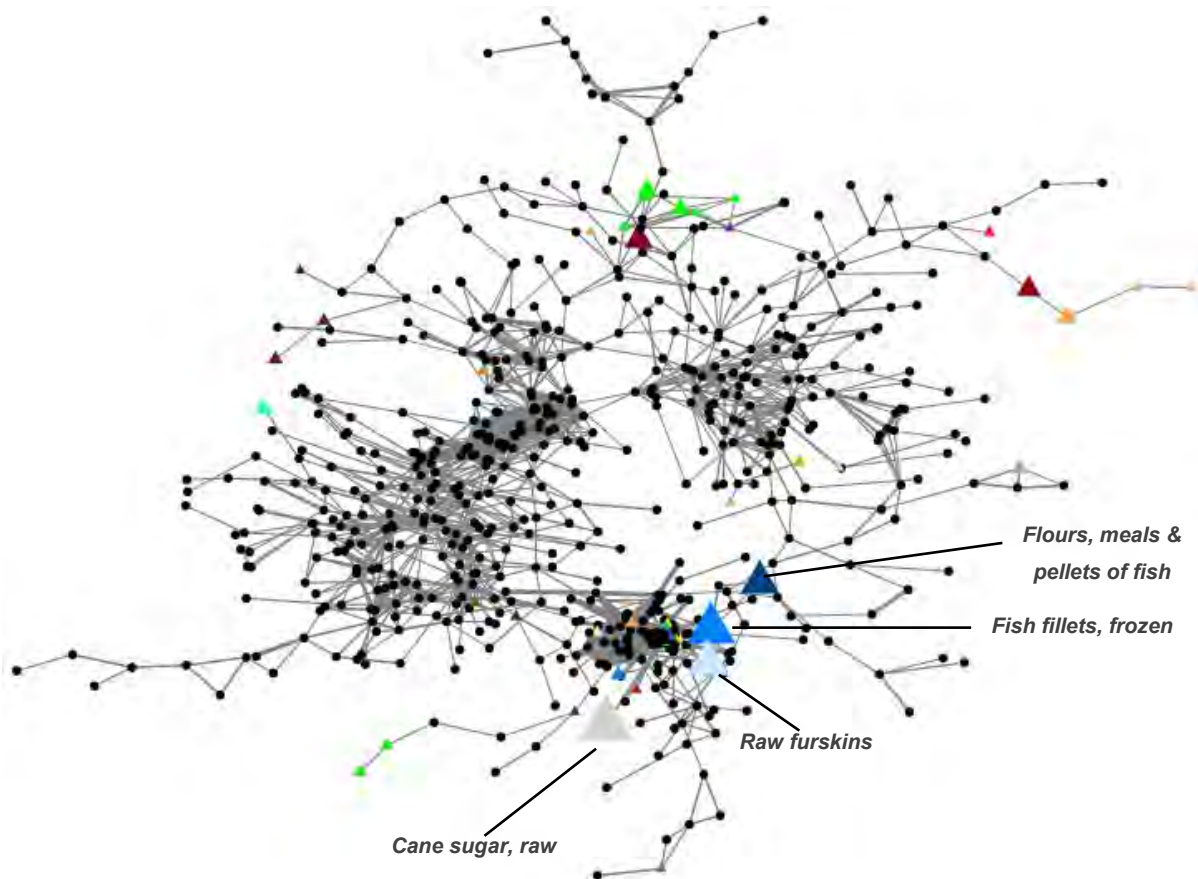 Flours, meals &
pellets of fish
Fish fillets, frozen
Raw furskins
Cane sugar, raw